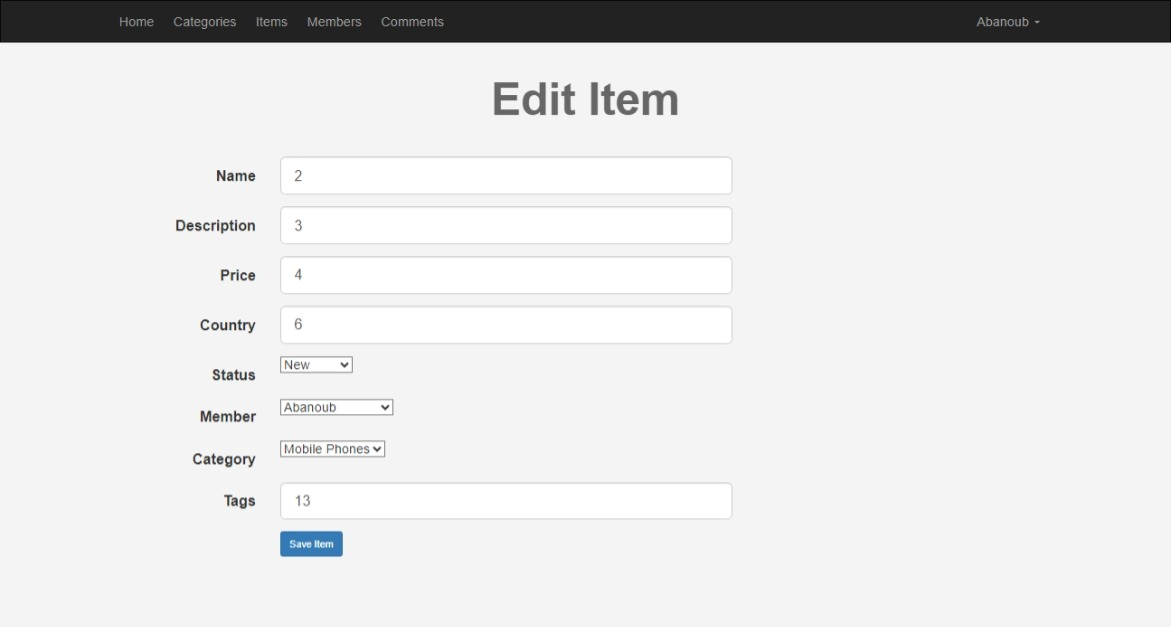 Home Categories Items Members Comments Abanoub
Edit Item
Name 2
Description 3
Price 4
Country 6
Status New
Member Abanoub
Category Mobile Phones
Tags 13
Save Item